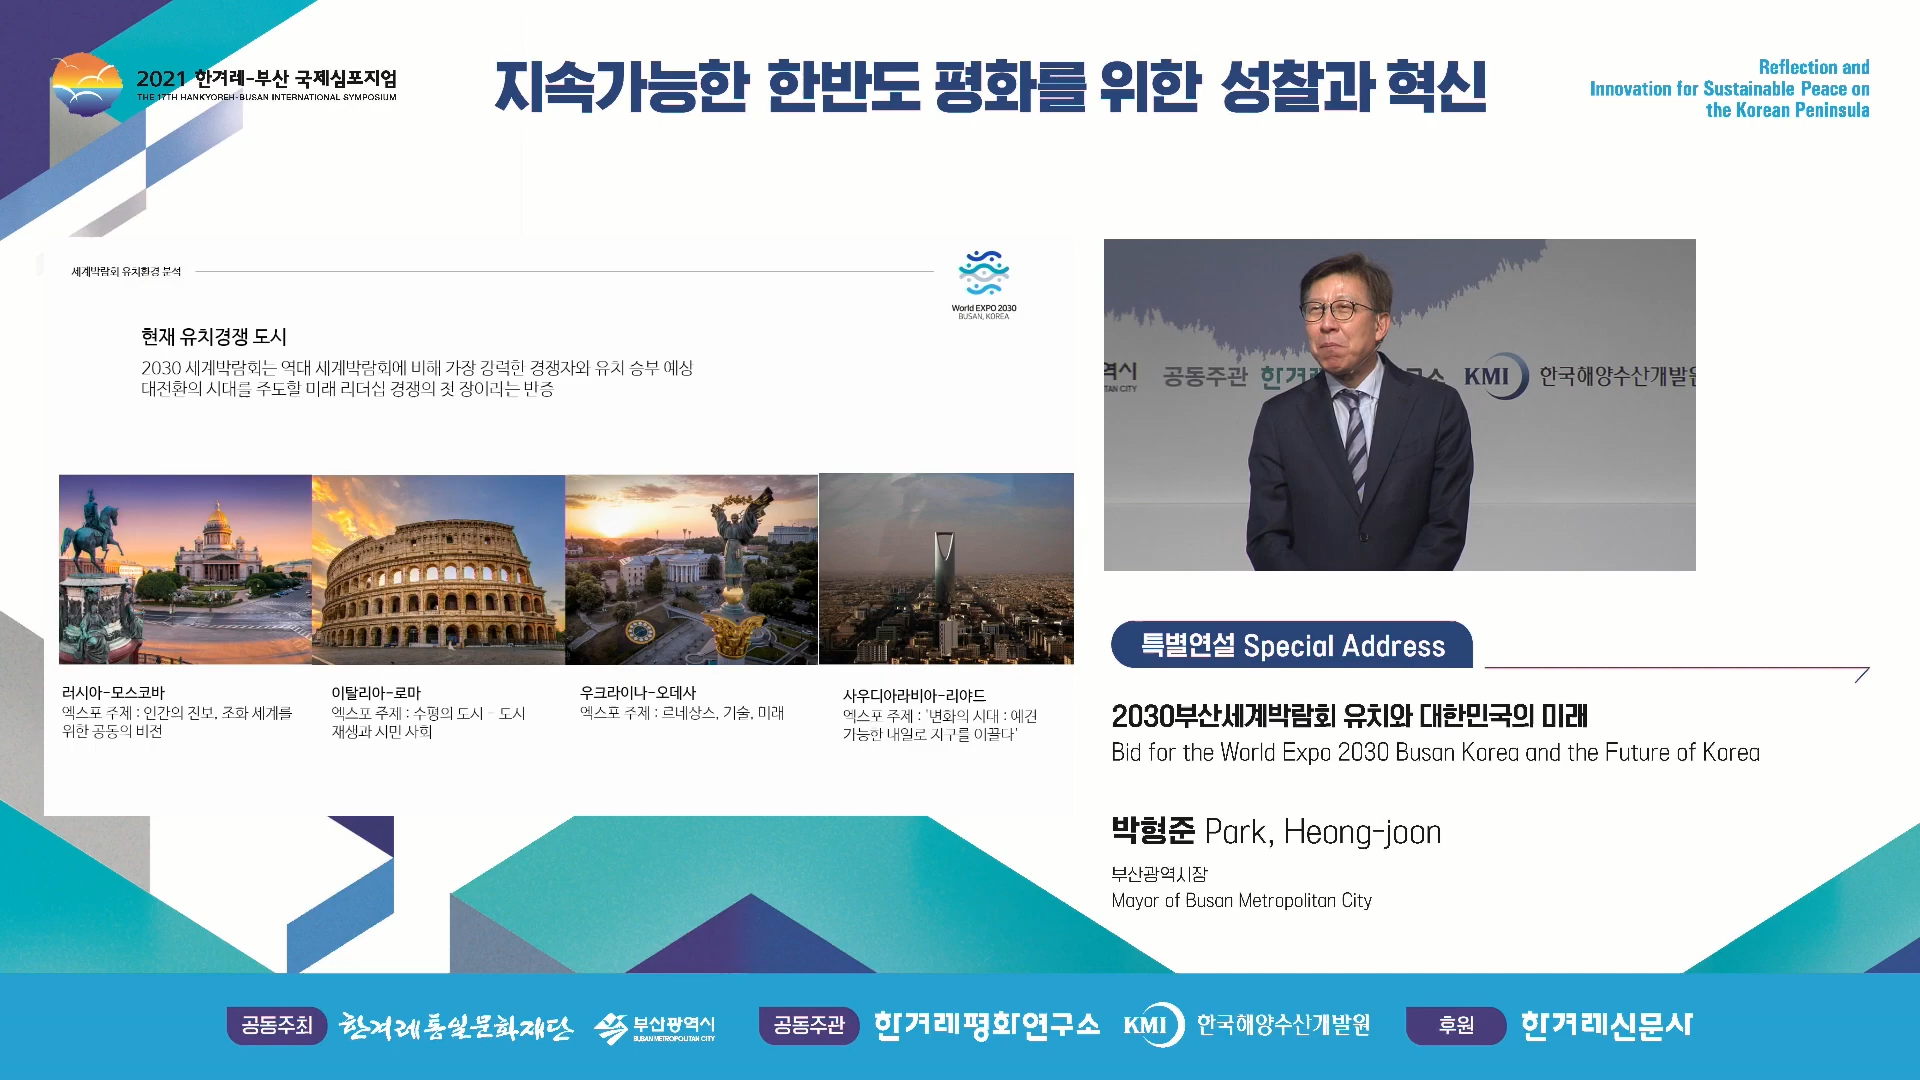 2021 한겨레-부산 국제심포지엄
THE 17TH HANKYOREH-BUSAN INTERNATIONAL SYMPOSIUM
지속가능한 한반도 평화를 위한 성찰과 혁신
Reflection and
Innovation for Sustainable Peace on
the Korean Peninsula
세계박람회 유치환경 분석
World EXPO 2030
BUSAN, KOREA
현재 유치경쟁 도시
2030 세계박람회는 역대 세계박람회에 비해 가장 강력한 경쟁자와 유치 승부 예상
대전환의 시대를 주도할 미래 리더십 경쟁의 첫 장이라는 반증
러시아-모스코바
엑스포 주제 : 인간의 진보, 조화 세계를
위한 공동의 비전
이탈리아-로마
엑스포 주제 : 수평의 도시 - 도시
재생과 시민 사회
우크라이나-오데사
엑스포 주제 : 르네상스, 기술, 미래
사우디아라비아-리야드
엑스포 주제 : '변화의 시대 : 예견
가능한 내일로 지구를 이끌다'
역시
TAN CITY
공동주관 한겨 구소 KMI 한국해양수산개발원
특별연설 Special Address
2030부산세계박람회 유치와 대한민국의 미래
Bid for the World Expo 2030 Busan Korea and the Future of Korea
박형준 Park, Heong-joon
부산광역시장
Mayor of Busan Metropolitan City
공동주최 한겨레통일문화재단 부산광역시
BUSAN METROPOLITAN CITY
공동주관 한겨레평화연구소 KMI 한국해양수산개발원
후원 한겨레신문사